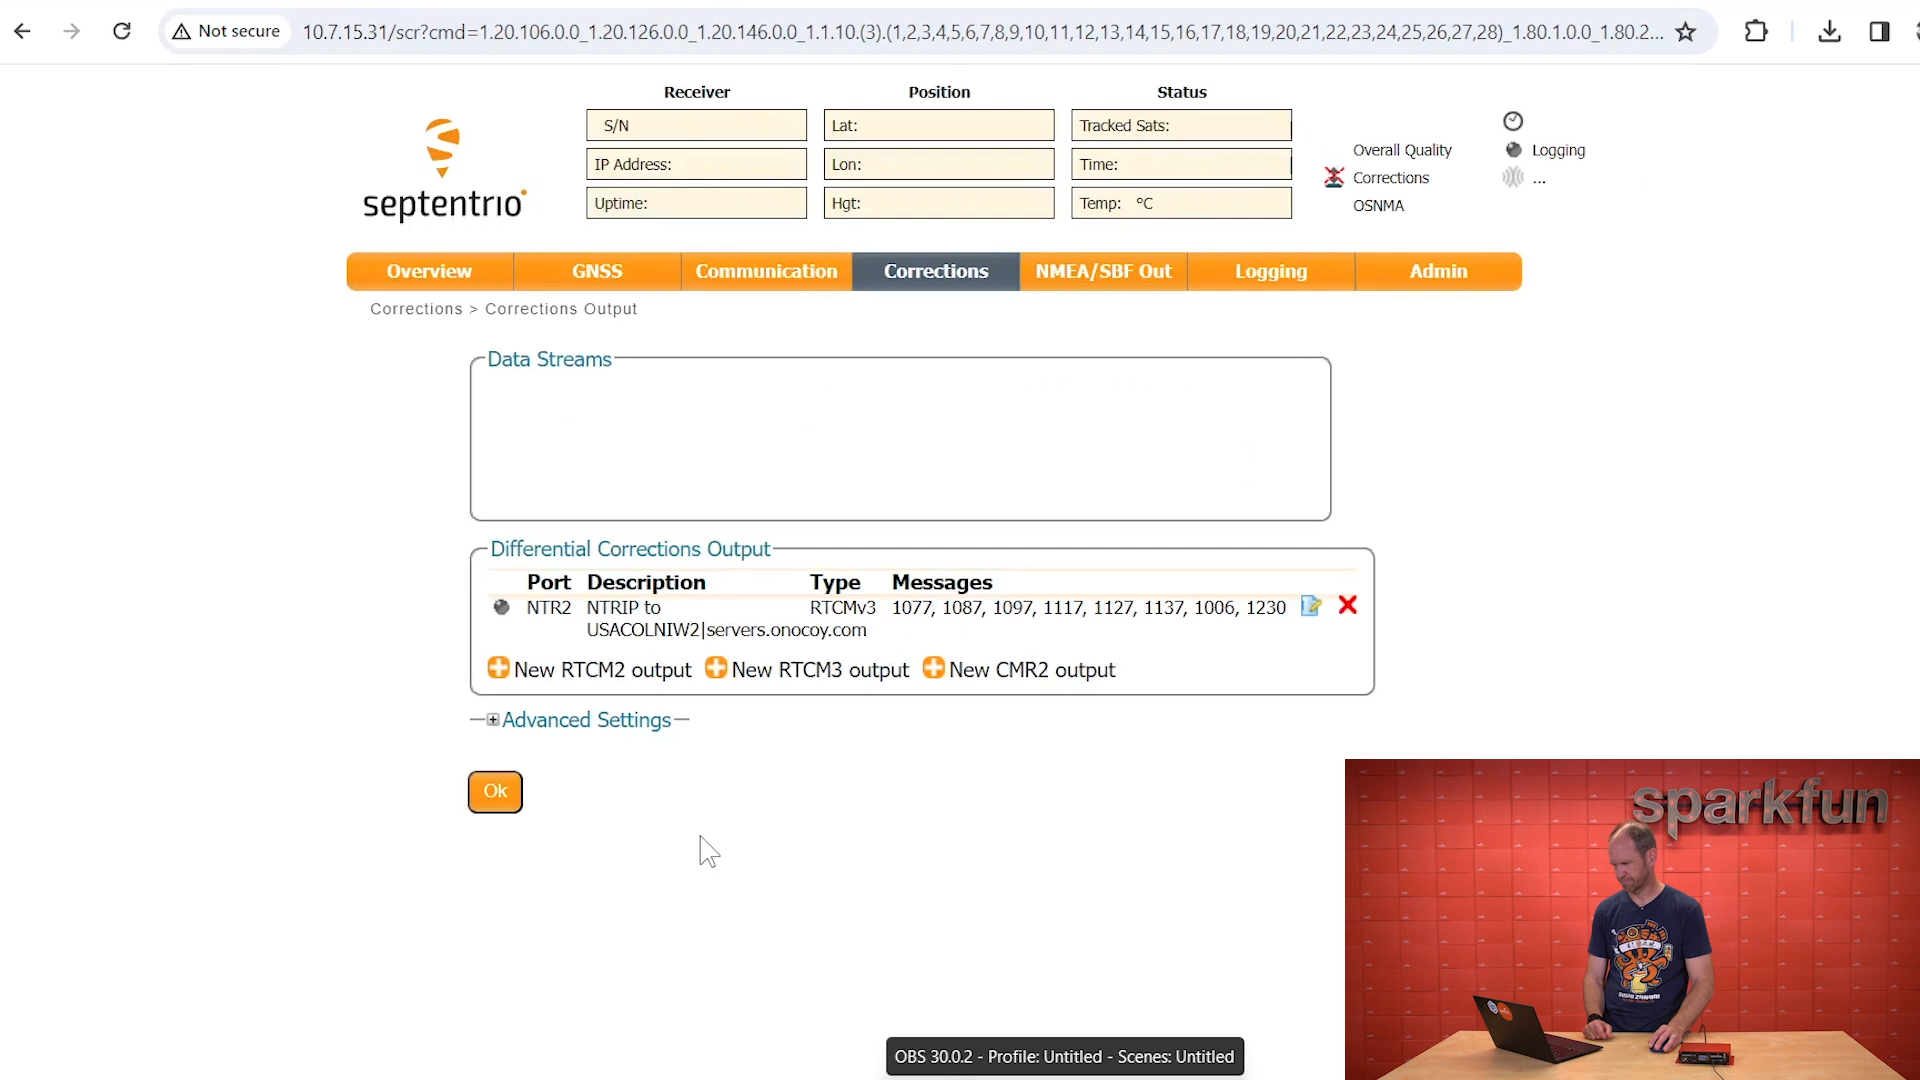 Not secure
10.7.15.31/scr?cmd=1.20.106.0.0_1.20.126.0.0_1.20.146.0.0_1.1.10.(3).(1,2,3,4,5,6,7,8,9,10,11,12,13,14,15,16,17,18,19,20,21,22,23,24,25,26,27,28)_1.80.1.0.0_1.80.2...
Receiver
Position
Status
septentrio
S/N
Lat:
Tracked Sats:
IP Address:
Lon:
Time:
Uptime:
Hgt:
Temp: °C
Overall Quality
Logging
Corrections
...
OSNMA
Overview
GNSS
Communication
Corrections
NMEA/SBF Out
Logging
Admin
Corrections > Corrections Output
Data Streams
Differential Corrections Output
Port Description Type Messages
NTR2 NTRIP to RTCMv3 1077, 1087, 1097, 1117, 1127, 1137, 1006, 1230
USACOLNIW2|servers.onocoy.com
New RTCM2 output New RTCM3 output New CMR2 output
Advanced Settings
Ok
sparkfun
OBS 30.0.2 - Profile: Untitled - Scenes: Untitled